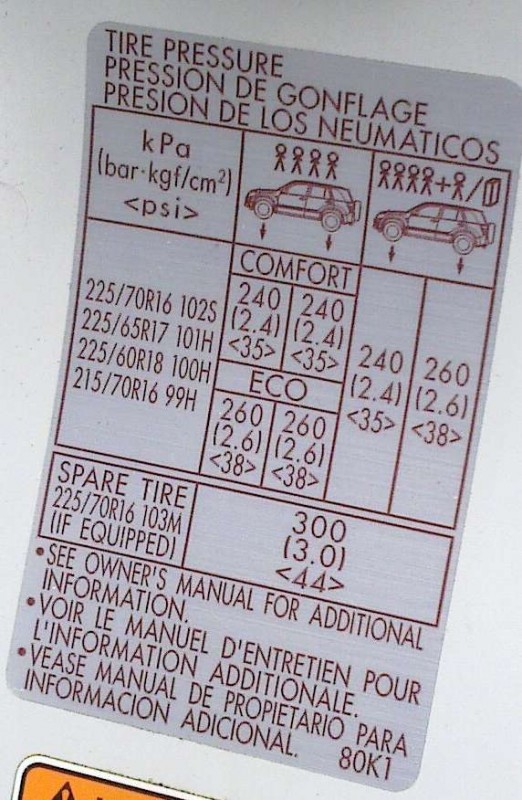 TIRE PRESSURE
PRESSION DE GONFLAGE
PRESION DE LOS NEUMATICOS
kPa
(bar·kgf/cm²)
<psi>
+ /
225/70R16 102S
225/65R17 101H
225/60R18 100H
215/70R16 99H
COMFORT
240 240
(2.4) (2.4)
<35> <35>
ECO
260 260
(2.6) (2.6)
<38> <38>
240 260
(2.4) (2.6)
<35> <38>
SPARE TIRE
225/70R16 103M
(IF EQUIPPED)
300
(3.0)
<44>
•SEE OWNER'S MANUAL FOR ADDITIONAL
INFORMATION.
•VOIR LE MANUEL D'ENTRETIEN POUR
L'INFORMATION ADDITIONALE.
•VEASE MANUAL DE PROPIETARIO PARA
INFORMACION ADICIONAL. 80K1